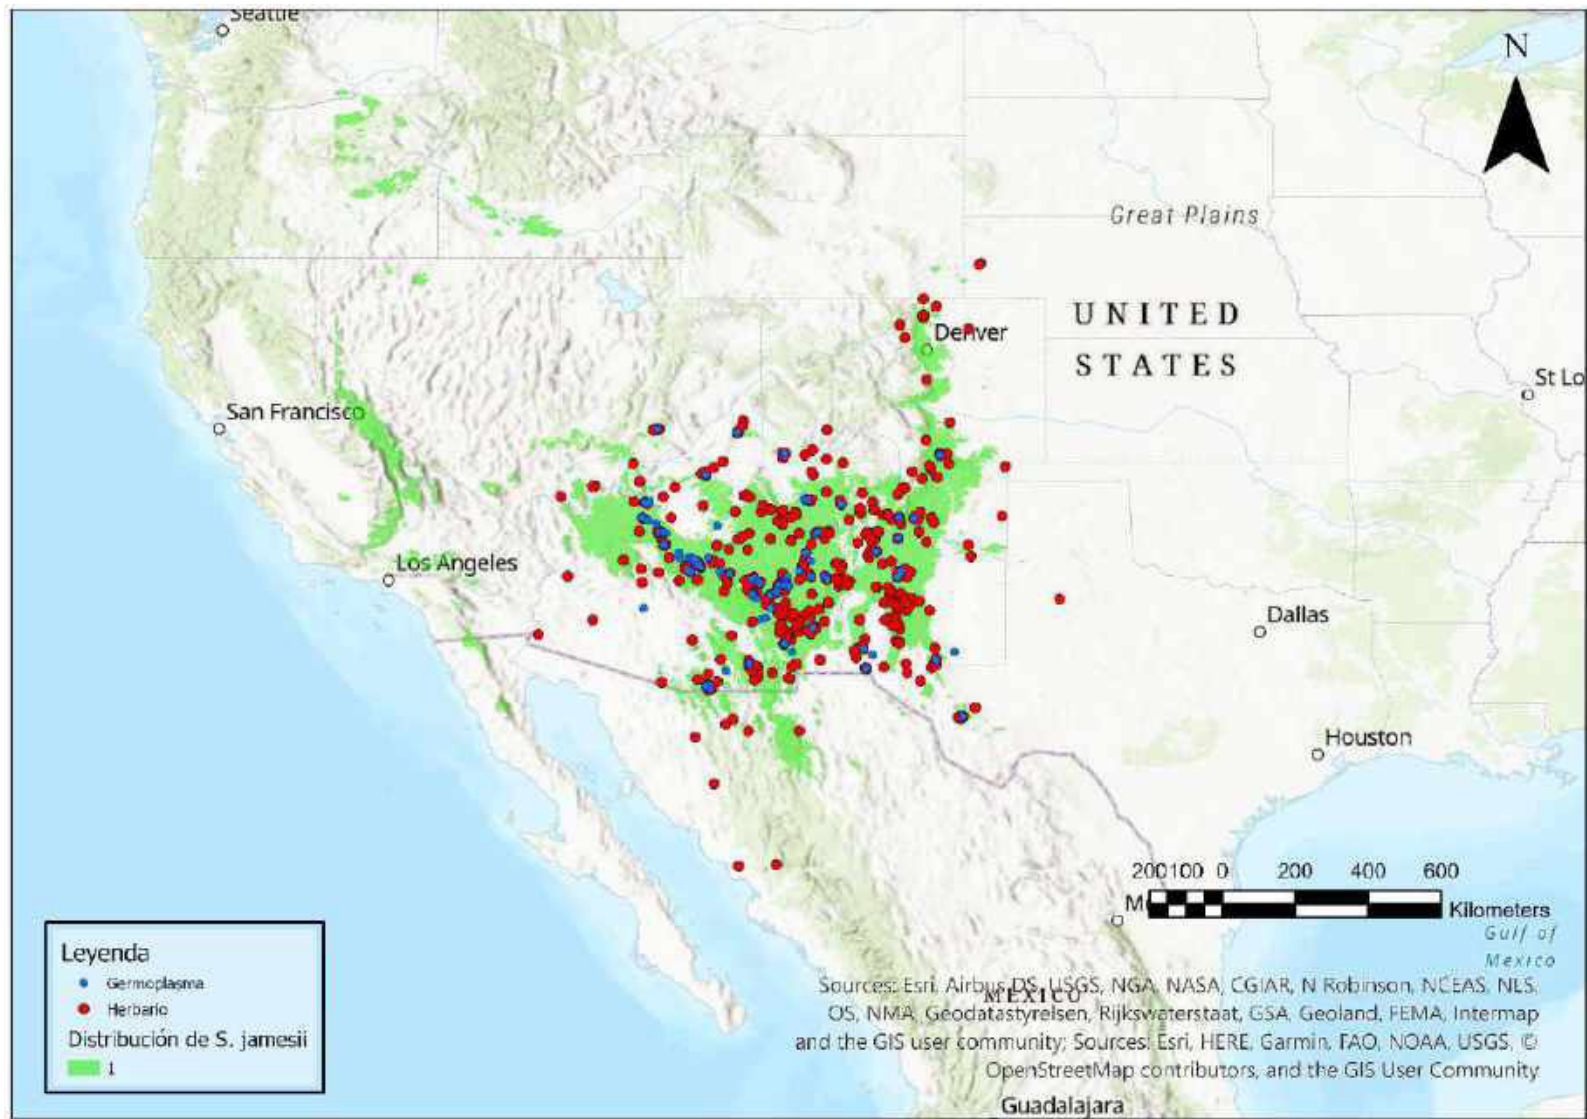 Seattle
N
Great Plains
UNITED
STATES
Denver
St Lo
San Francisco
Los Angeles
Dallas
Houston
200 100 0 200 400 600
Kilometers
M
Gulf of
Mexico
MÉXICO
Leyenda
Germoplasma
Herbario
Distribución de S. jamesii
1
Sources: Esri, Airbus DS, USGS, NGA, NASA, CGIAR, N Robinson, NCEAS, NLS,
OS, NMA, Geodatastyrelsen, Rijkswaterstaat, GSA, Geoland, FEMA, Intermap
and the GIS user community; Sources: Esri, HERE, Garmin, FAO, NOAA, USGS, ©
OpenStreetMap contributors, and the GIS User Community
Guadalajara